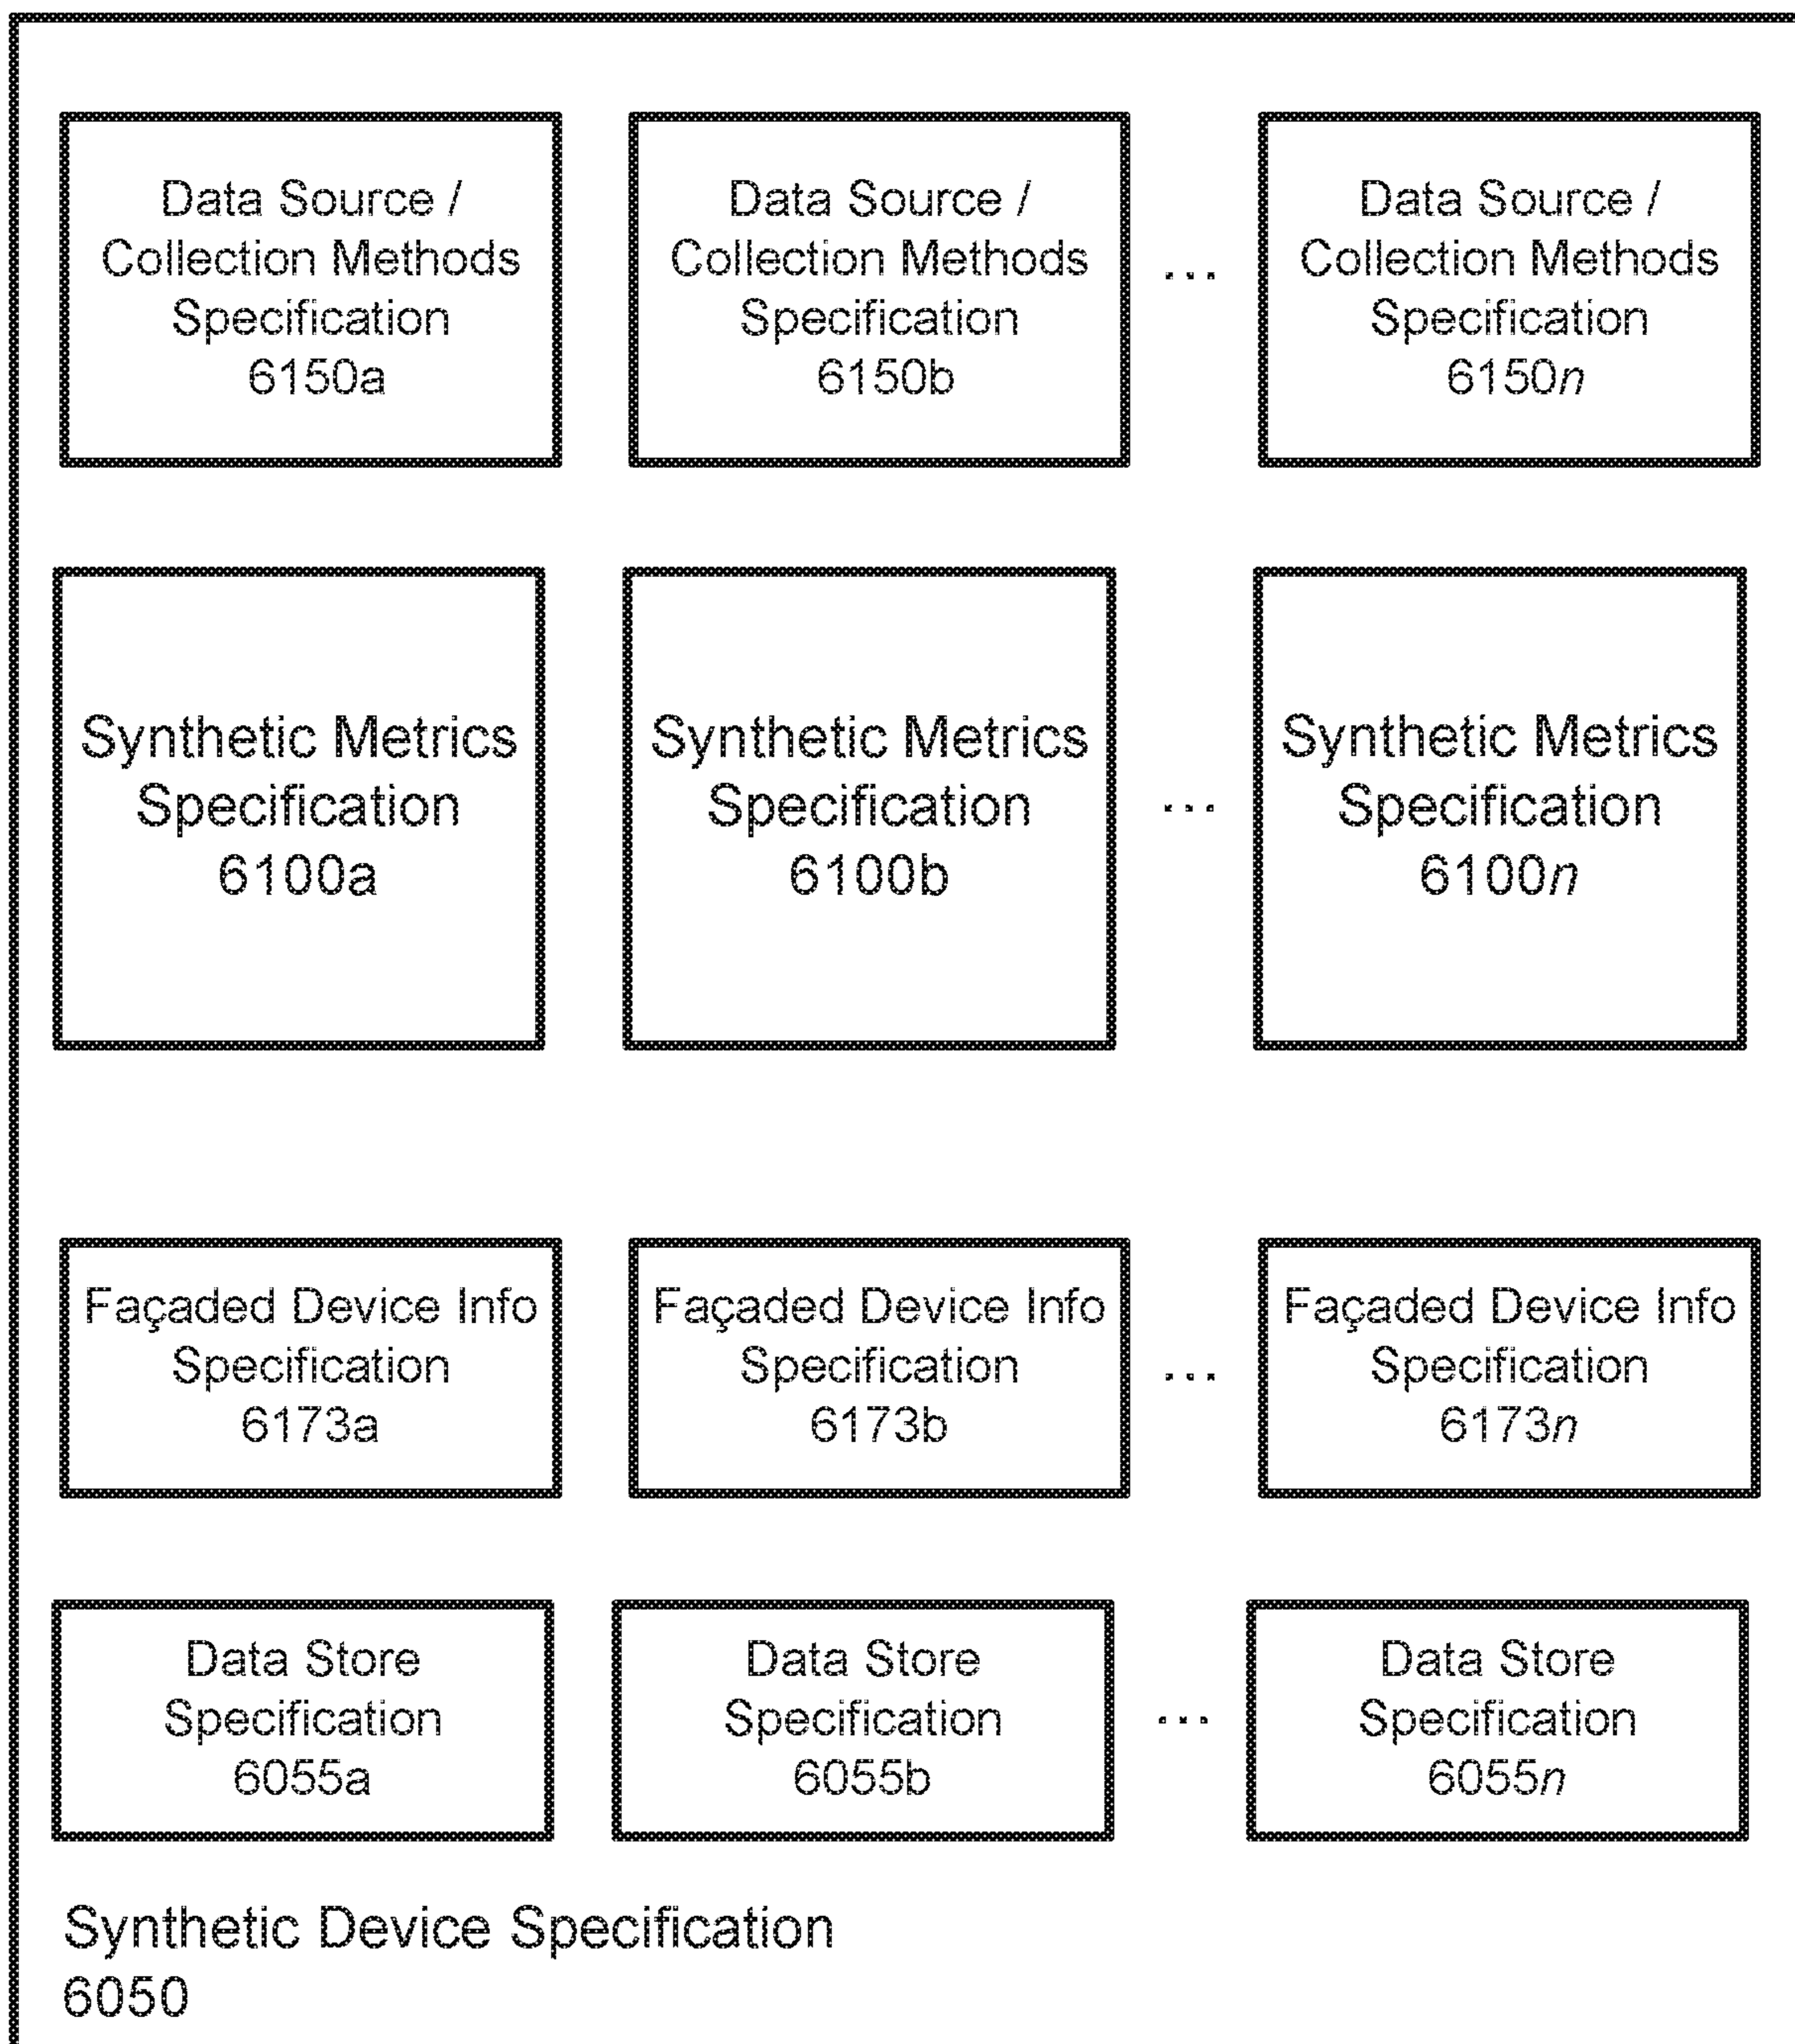 Data Source /
Collection Methods
Specification
6150a
Data Source /
Collection Methods
Specification
6150b
...
Data Source /
Collection Methods
Specification
6150n
Synthetic Metrics
Specification
6100a
Synthetic Metrics
Specification
6100b
...
Synthetic Metrics
Specification
6100n
Façaded Device Info
Specification
6173a
Façaded Device Info
Specification
6173b
...
Façaded Device Info
Specification
6173n
Data Store
Specification
6055a
Data Store
Specification
6055b
...
Data Store
Specification
6055n
Synthetic Device Specification
6050